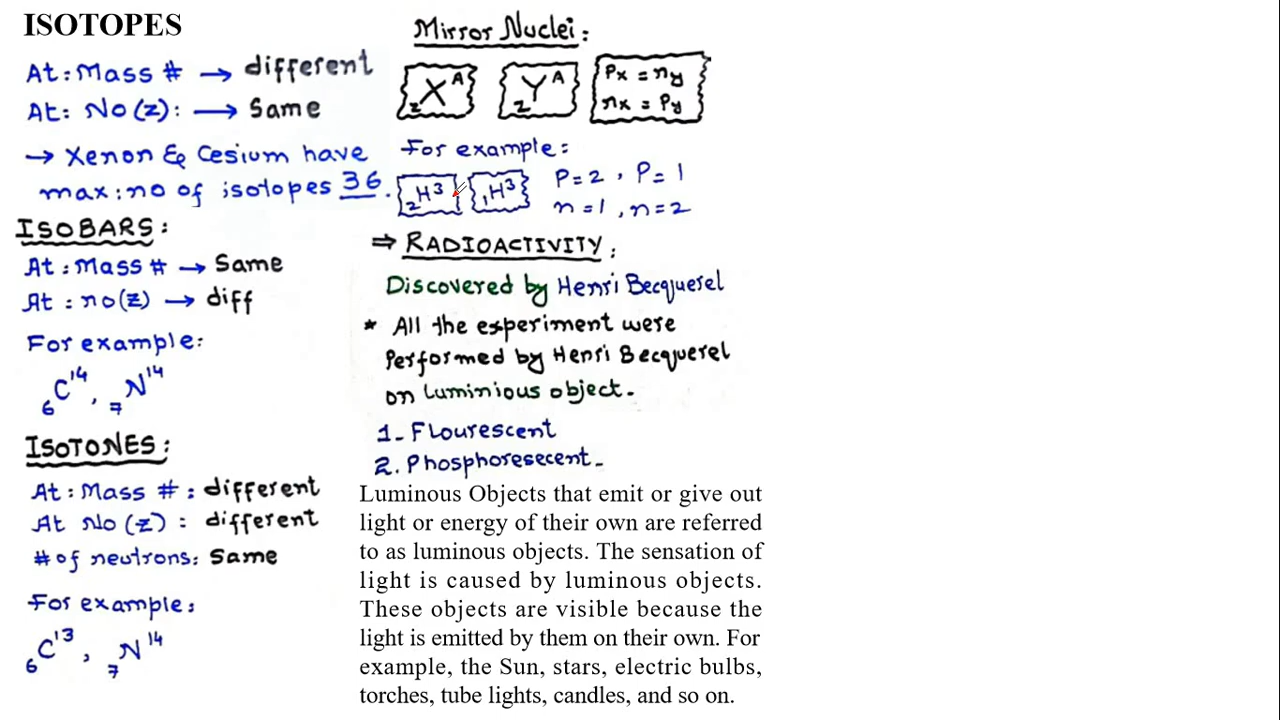 ISOTOPES
At: Mass # → different
At: No (z): → Same
→ Xenon & Cesium have
max: no of isotopes 36.
ISOBARS:
At: Mass # → Same
At: no(z) → diff
For example:
₆C¹⁴, ₇N¹⁴
ISOTONES:
At: Mass #: different
At No (z): different
# of neutrons: Same
For example:
₆C¹³, ₇N¹⁴
Mirror Nuclei:
zXᴬ zYᴬ Px = ny
nx = Py
For example:
₂H³ ₁H³ P=2, P=1
n=1, n=2
⇒ RADIOACTIVITY:
Discovered by Henri Becquerel
* All the experiment were
Performed by Henri Becquerel
on Luminious object.
1. Flourescent
2. Phosphoresecent.
Luminous Objects that emit or give out
light or energy of their own are referred
to as luminous objects. The sensation of
light is caused by luminous objects.
These objects are visible because the
light is emitted by them on their own. For
example, the Sun, stars, electric bulbs,
torches, tube lights, candles, and so on.